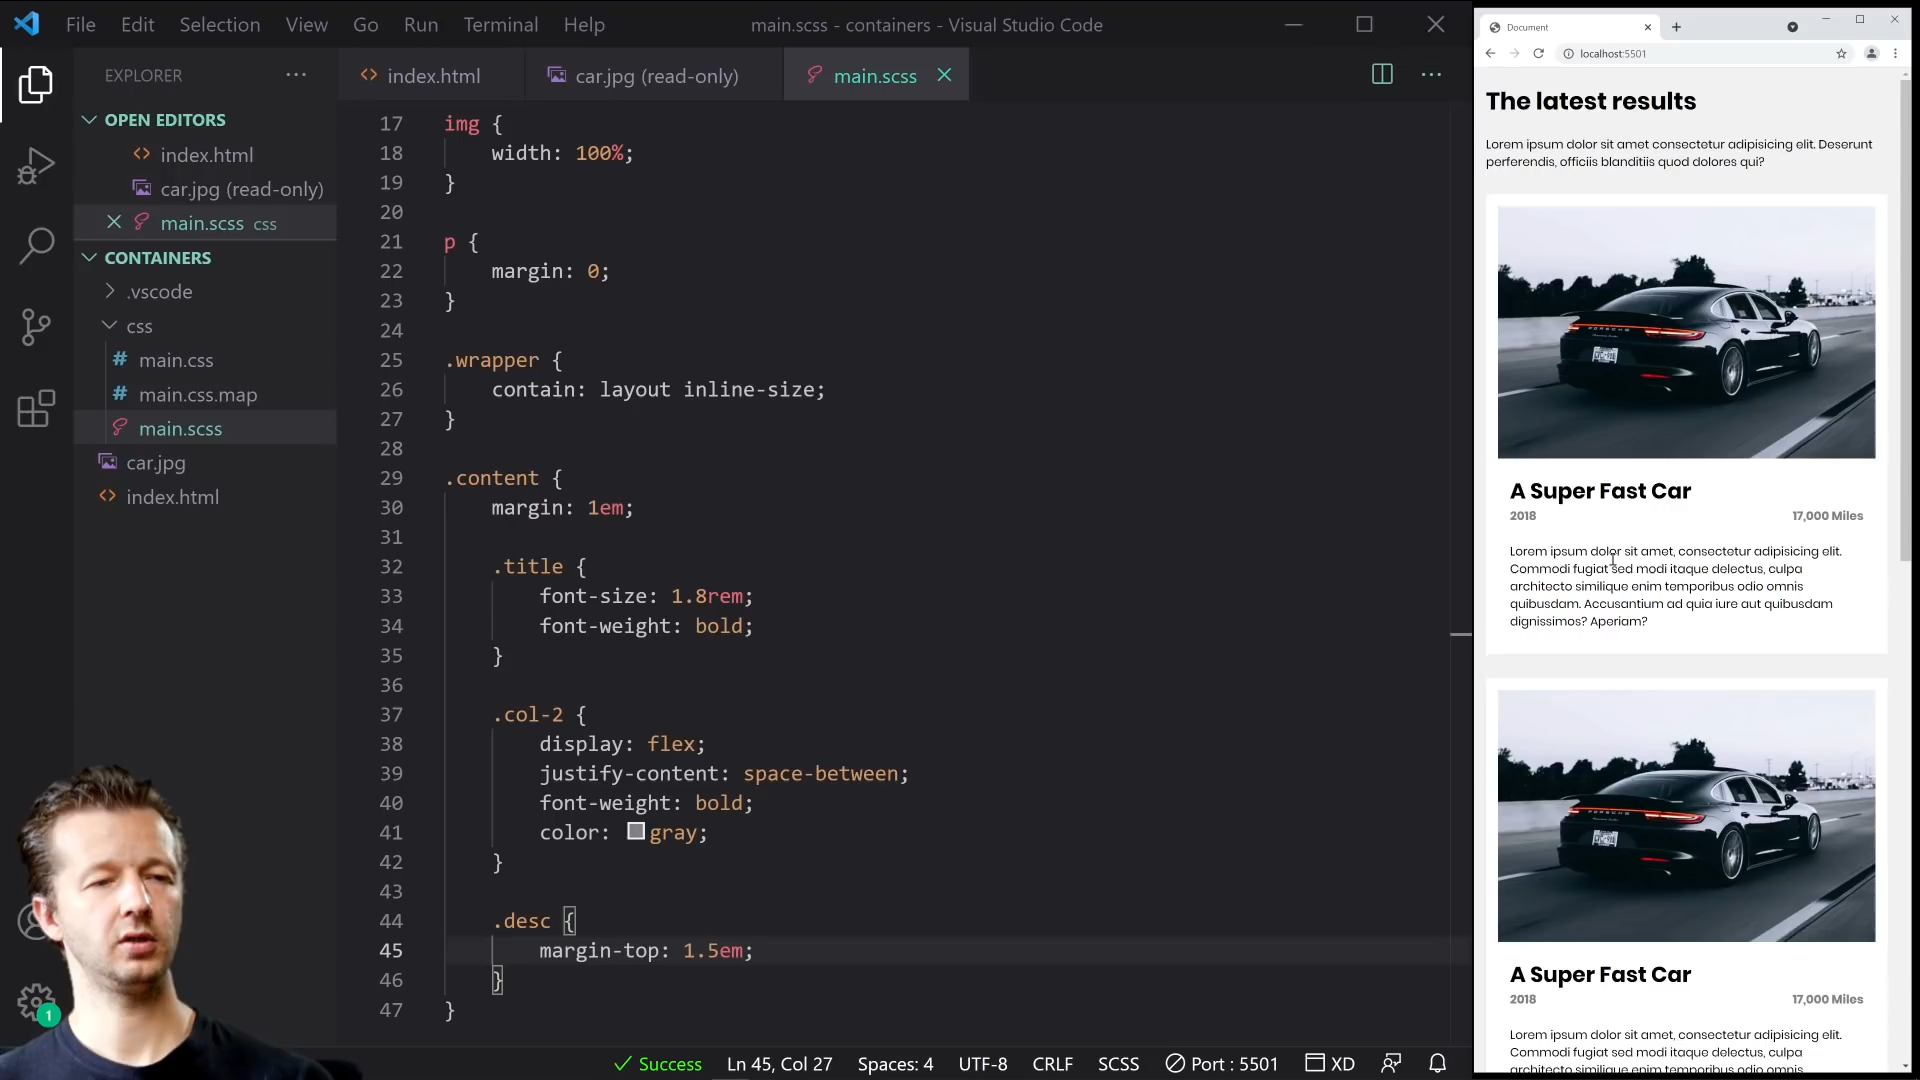 File Edit Selection View Go Run Terminal Help
main.scss - containers - Visual Studio Code
EXPLORER
OPEN EDITORS
index.html
car.jpg (read-only)
main.scss css
CONTAINERS
.vscode
css
main.css
main.css.map
main.scss
car.jpg
index.html
1
index.html
car.jpg (read-only)
main.scss
17 img {
18 width: 100%;
19 }
20
21 p {
22 margin: 0;
23 }
24
25 .wrapper {
26 contain: layout inline-size;
27 }
28
29 .content {
30 margin: 1em;
31
32 .title {
33 font-size: 1.8rem;
34 font-weight: bold;
35 }
36
37 .col-2 {
38 display: flex;
39 justify-content: space-between;
40 font-weight: bold;
41 color: gray;
42 }
43
44 .desc {
45 margin-top: 1.5em;
46 }
47 }
Success Ln 45, Col 27 Spaces: 4 UTF-8 CRLF SCSS Port : 5501 XD
Document
localhost:5501
The latest results
Lorem ipsum dolor sit amet consectetur adipisicing elit. Deserunt
perferendis, officiis blanditiis quod dolores qui?
PORSCHE
A Super Fast Car
2018 17,000 Miles
Lorem ipsum dolor sit amet, consectetur adipisicing elit.
Commodi fugiat sed modi itaque delectus, culpa
architecto similique enim temporibus odio omnis
quibusdam. Accusantium ad quia iure aut quibusdam
dignissimos? Aperiam?
PORSCHE
A Super Fast Car
2018 17,000 Miles
Lorem ipsum dolor sit amet, consectetur adipisicing elit.
Commodi fugiat sed modi itaque delectus, culpa
architecto similique enim temporibus odio omnis